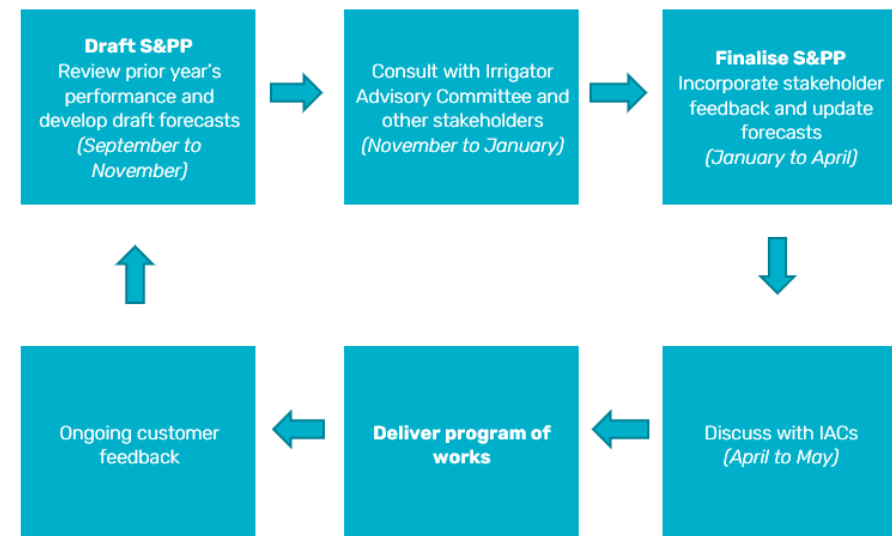 Draft S&PP
Review prior year's
performance and
develop draft forecasts
(September to
November)
Consult with Irrigator
Advisory Committee and
other stakeholders
(November to January)
Finalise S&PP
Incorporate stakeholder
feedback and update
forecasts
(January to April)
Discuss with IACs
(April to May)
Deliver program of
works
Ongoing customer
feedback